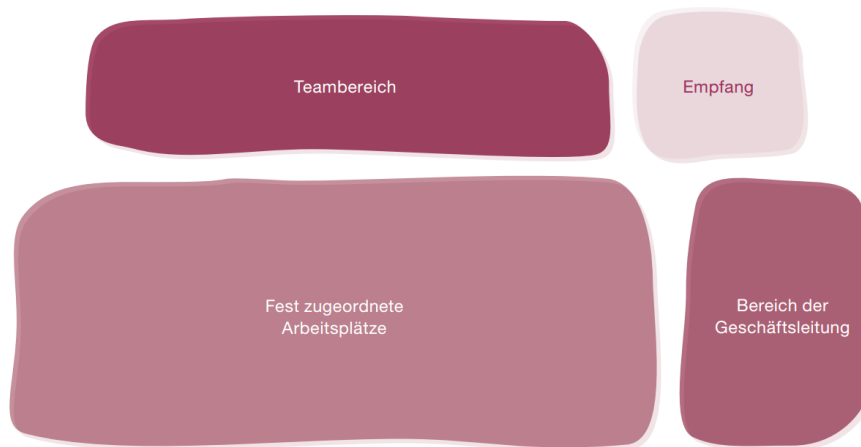 Teambereich
Empfang
Fest zugeordnete
Arbeitsplätze
Bereich der
Geschäftsleitung